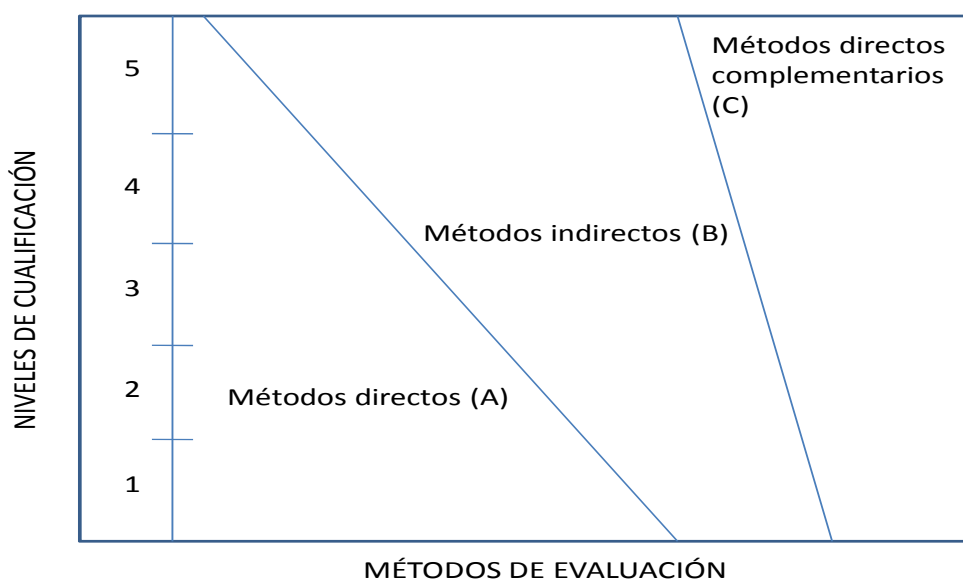 Métodos directos
complementarios
(C)
5
4
Métodos indirectos (B)
3
2
Métodos directos (A)
1
NIVELES DE CUALIFICACIÓN
MÉTODOS DE EVALUACIÓN